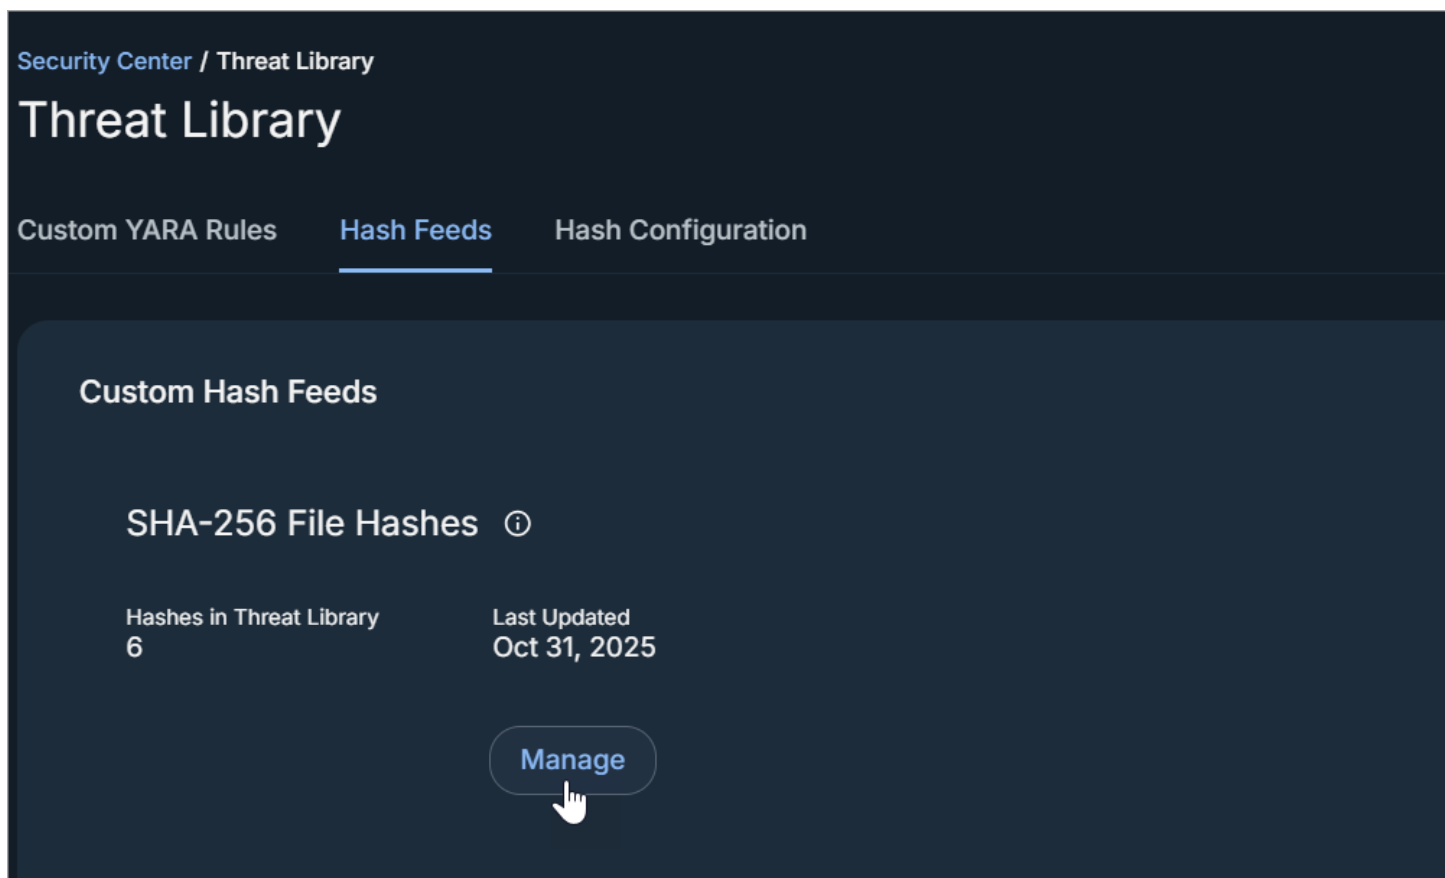 Security Center / Threat Library
Threat Library
Custom YARA Rules Hash Feeds Hash Configuration
Custom Hash Feeds
SHA-256 File Hashes
Hashes in Threat Library Last Updated
6 Oct 31, 2025
Manage